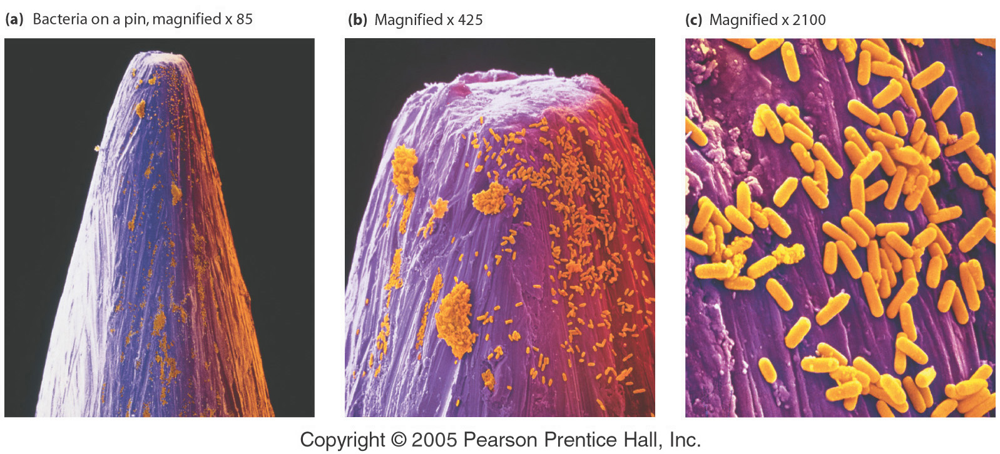 (a) Bacteria on a pin, magnified x 85
(b) Magnified x 425
(c) Magnified x 2100
Copyright © 2005 Pearson Prentice Hall, Inc.